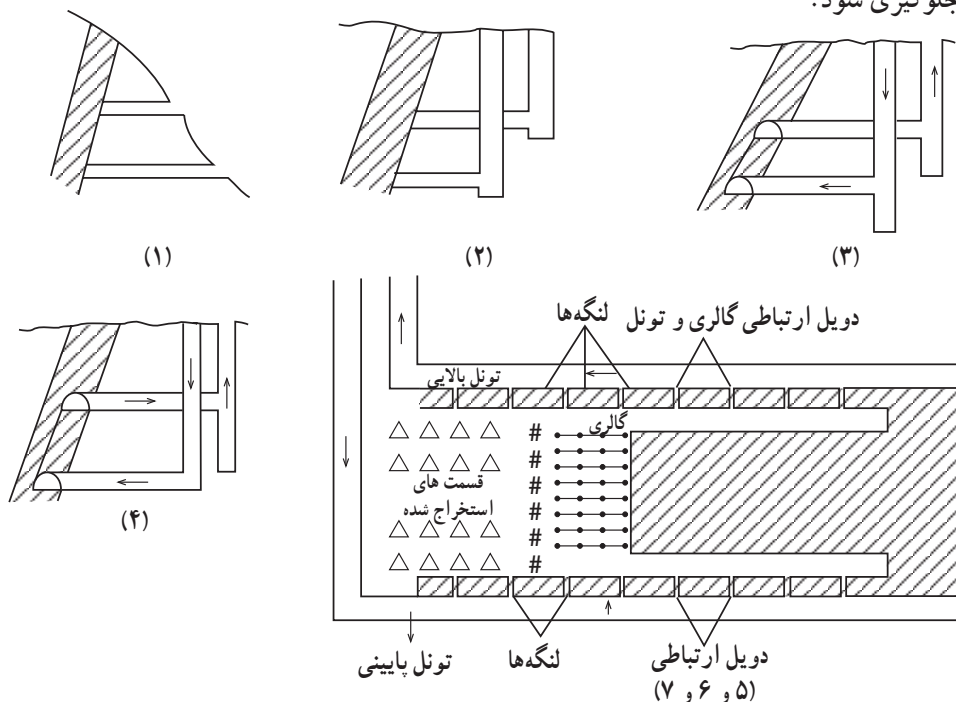 جلوگیری شود.
(۱)
(۲)
(۳)
(۴)
لنگه‌ها
دویل ارتباطی گالری و تونل
تونل بالایی
گالری
قسمت های
استخراج شده
تونل پایینی
لنگه‌ها
دویل ارتباطی
(۵ و ۶ و ۷)